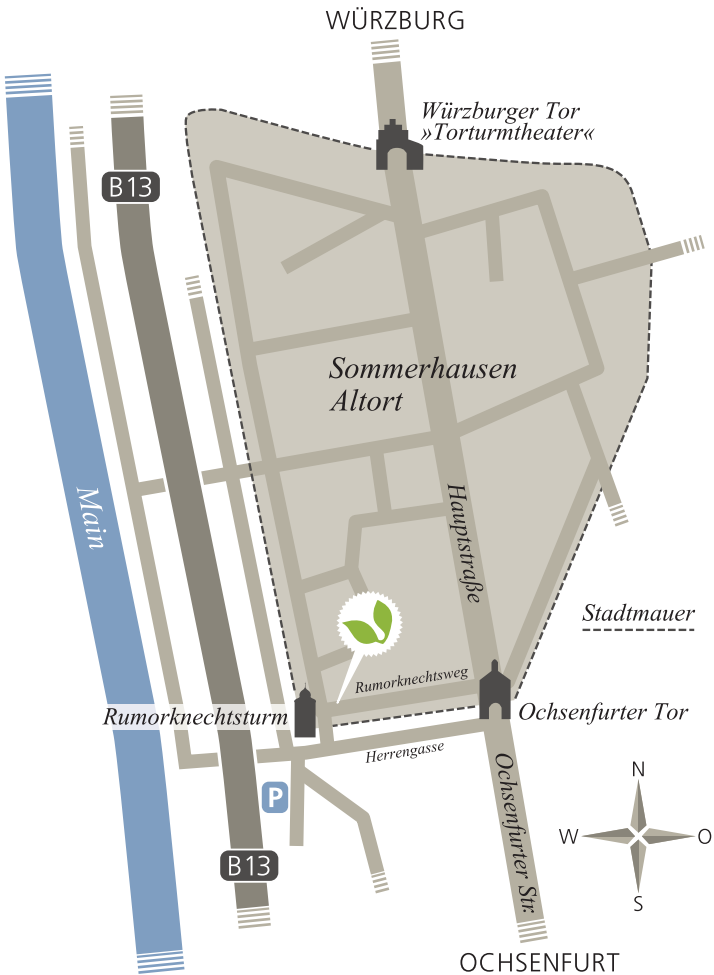 WÜRZBURG
Würzburger Tor
»Torturmtheater«
B13
Sommerhausen
Altort
Main
Hauptstraße
Stadtmauer
Rumorknechtsweg
Rumorknechtsturm
Ochsenfurter Tor
Herrengasse
Ochsenfurter Str.
P
N
W
O
S
B13
OCHSENFURT